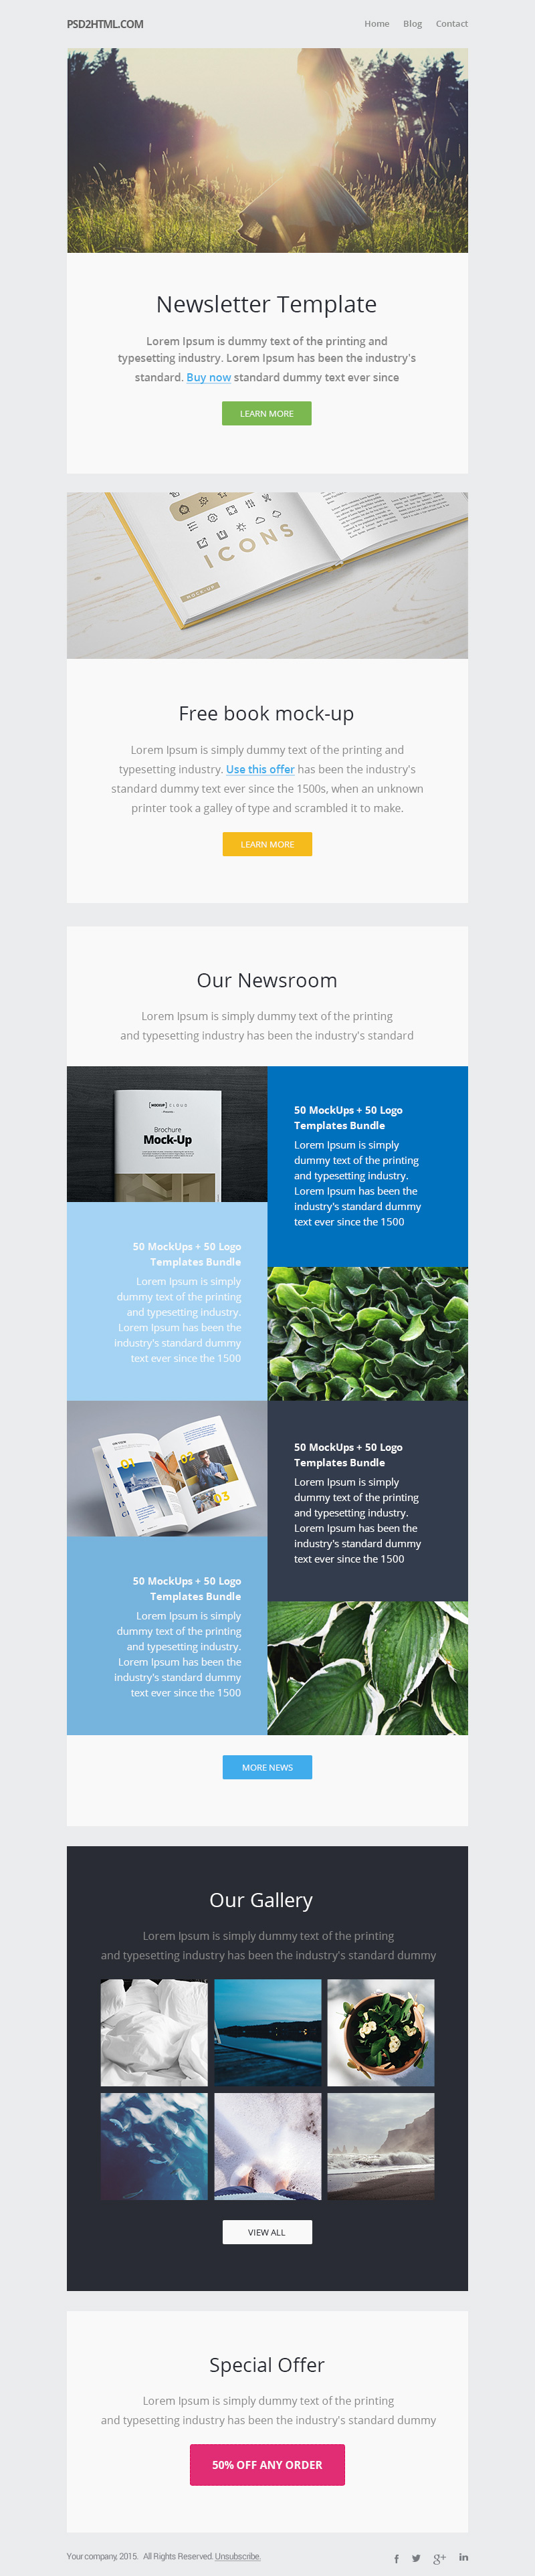 PSD2HTML.COM
Home Blog Contact
Newsletter Template
Lorem Ipsum is dummy text of the printing and
typesetting industry. Lorem Ipsum has been the industry's
standard. Buy now standard dummy text ever since
LEARN MORE
ICONS
MOCK-UP
Free book mock-up
Lorem Ipsum is simply dummy text of the printing and
typesetting industry. Use this offer has been the industry's
standard dummy text ever since the 1500s, when an unknown
printer took a galley of type and scrambled it to make.
LEARN MORE
Our Newsroom
Lorem Ipsum is simply dummy text of the printing
and typesetting industry has been the industry's standard
[MOCKUP] CLOUD
Presents
Brochure
Mock-Up
50 MockUps + 50 Logo
Templates Bundle
Lorem Ipsum is simply
dummy text of the printing
and typesetting industry.
Lorem Ipsum has been the
industry's standard dummy
text ever since the 1500
50 MockUps + 50 Logo
Templates Bundle
Lorem Ipsum is simply
dummy text of the printing
and typesetting industry.
Lorem Ipsum has been the
industry's standard dummy
text ever since the 1500
01
02
03
50 MockUps + 50 Logo
Templates Bundle
Lorem Ipsum is simply
dummy text of the printing
and typesetting industry.
Lorem Ipsum has been the
industry's standard dummy
text ever since the 1500
50 MockUps + 50 Logo
Templates Bundle
Lorem Ipsum is simply
dummy text of the printing
and typesetting industry.
Lorem Ipsum has been the
industry's standard dummy
text ever since the 1500
MORE NEWS
Our Gallery
Lorem Ipsum is simply dummy text of the printing
and typesetting industry has been the industry's standard dummy
VIEW ALL
Special Offer
Lorem Ipsum is simply dummy text of the printing
and typesetting industry has been the industry's standard dummy
50% OFF ANY ORDER
Your company, 2015. All Rights Reserved. Unsubscribe.